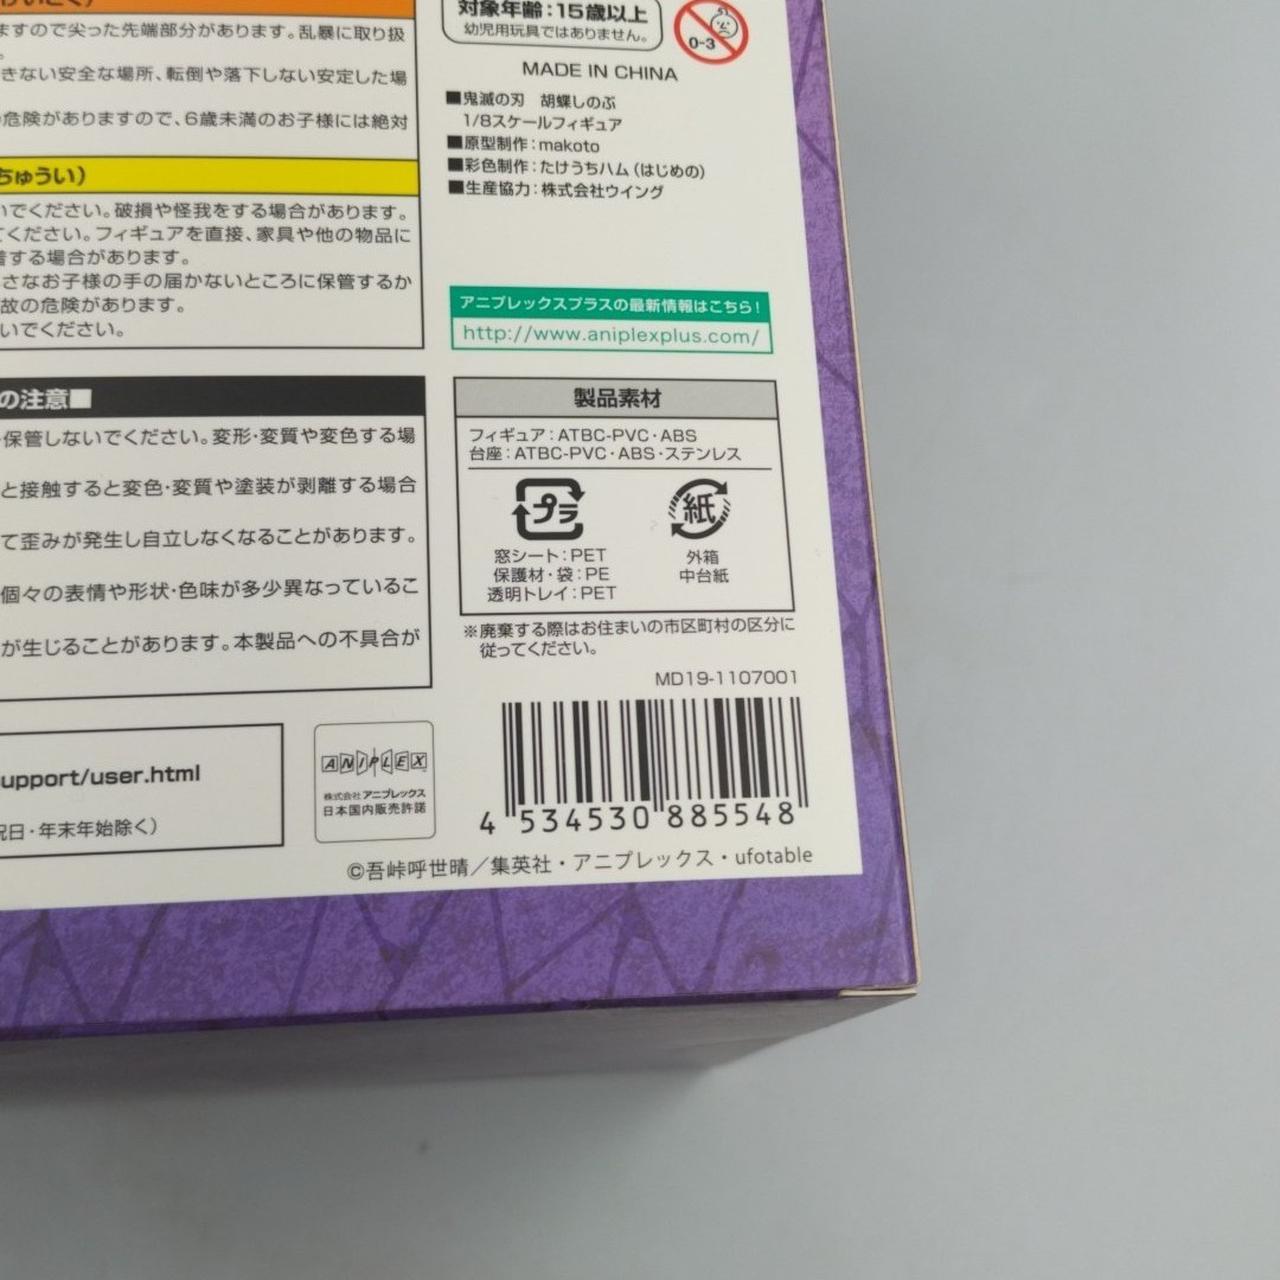 ますので尖った先端部分があります。乱暴に取り扱
きない安全な場所、転倒や落下しない安定した場
危険がありますので、6歳未満のお子様には絶対
ちゅうい)
いでください。破損や怪我をする場合があります。
てください。フィギュアを直接、家具や他の物品に
着する場合があります。
さなお子様の手の届かないところに保管するか
故の危険があります。
いでください。
の注意■
保管しないでください。変形・変質や変色する場
と接触すると変色・変質や塗装が剥離する場合
て歪みが発生し自立しなくなることがあります。
個々の表情や形状・色味が多少異なっているこ
が生じることがあります。本製品への不具合が
upport/user.html
祝日・年末年始除く)
ANIPLEX
株式会社アニプレックス
日本国内販売許諾
対象年齢:15歳以上
幼児用玩具ではありません。
0-3
MADE IN CHINA
■鬼滅の刃 胡蝶しのぶ
1/8スケールフィギュア
■原型制作:makoto
■彩色制作:たけうちハム(はじめの)
■生産協力:株式会社ウイング
アニプレックスプラスの最新情報はこちら!
http://www.aniplexplus.com/
製品素材
フィギュア:ATBC-PVC・ABS
台座:ATBC-PVC・ABS・ステンレス
プラ
窓シート:PET
保護材・袋:PE
透明トレイ:PET
紙
外箱
中台紙
※廃棄する際はお住まいの市区町村の区分に
従ってください。
MD19-1107001
4 534530 885548
©吾峠呼世晴/集英社・アニプレックス・ufotable